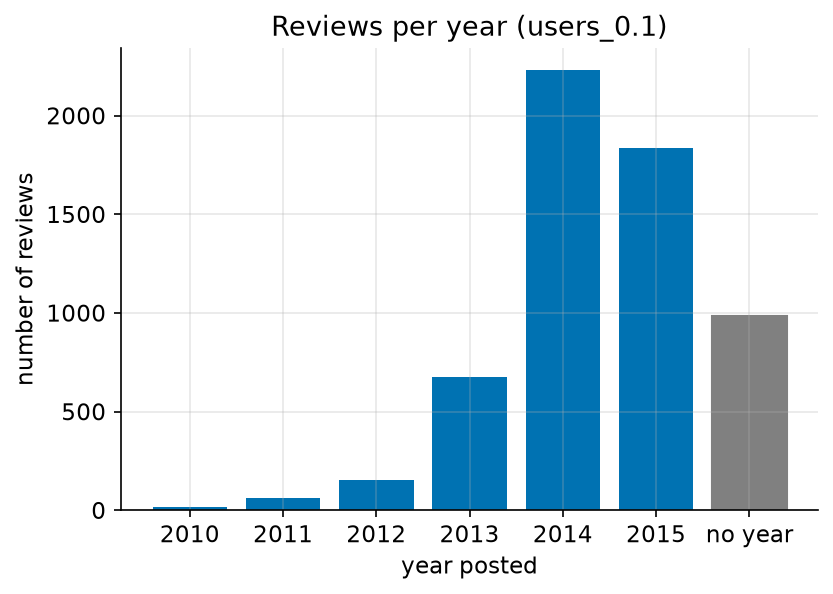 Reviews per year (users_0.1)
number of reviews
2000
1500
1000
500
0
2010 2011 2012 2013 2014 2015 no year
year posted